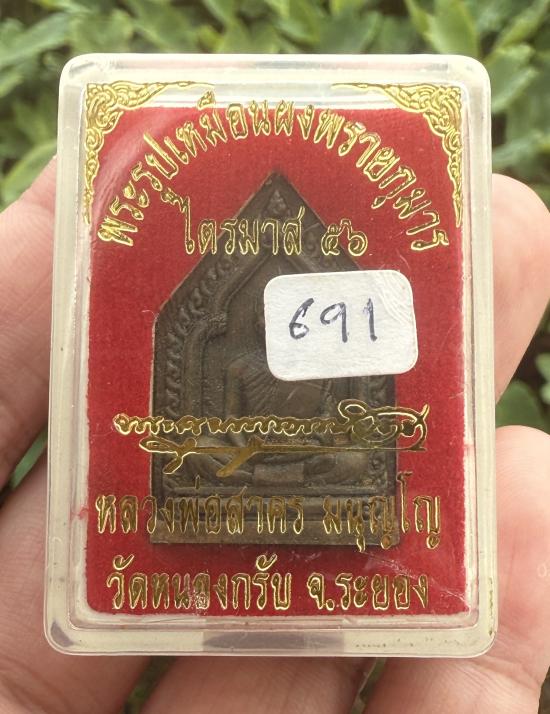 พระรูปเหมือนผงพรายกุมาร
ไตรมาส ๕๖
691
หลวงพ่อสาคร มนุญฺโญ
วัดหนองกรับ จ.ระยอง